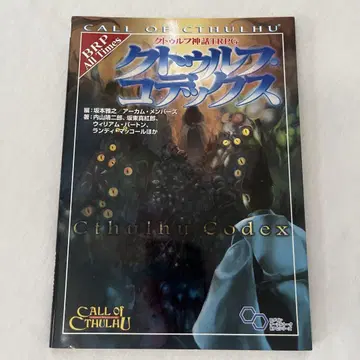 CALL OF CTHULHU
BRP
All Times
クトゥルフ神話TRPG
クトゥルフ・
コデックス
編:坂本雅之/アーカム・メンバーズ
著:内山靖二郎、坂東真紅郎、
ウィリアム・バートン、
ランディ・マッコールほか
Cthulhu Codex
CALL OF
CTHULHU